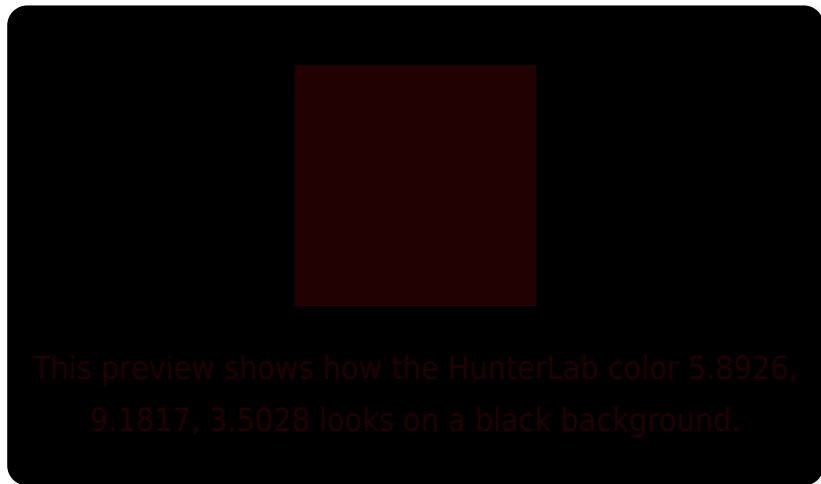 This preview shows how the HunterLab color 5.8926,
9.1817, 3.5028 looks on a black background.